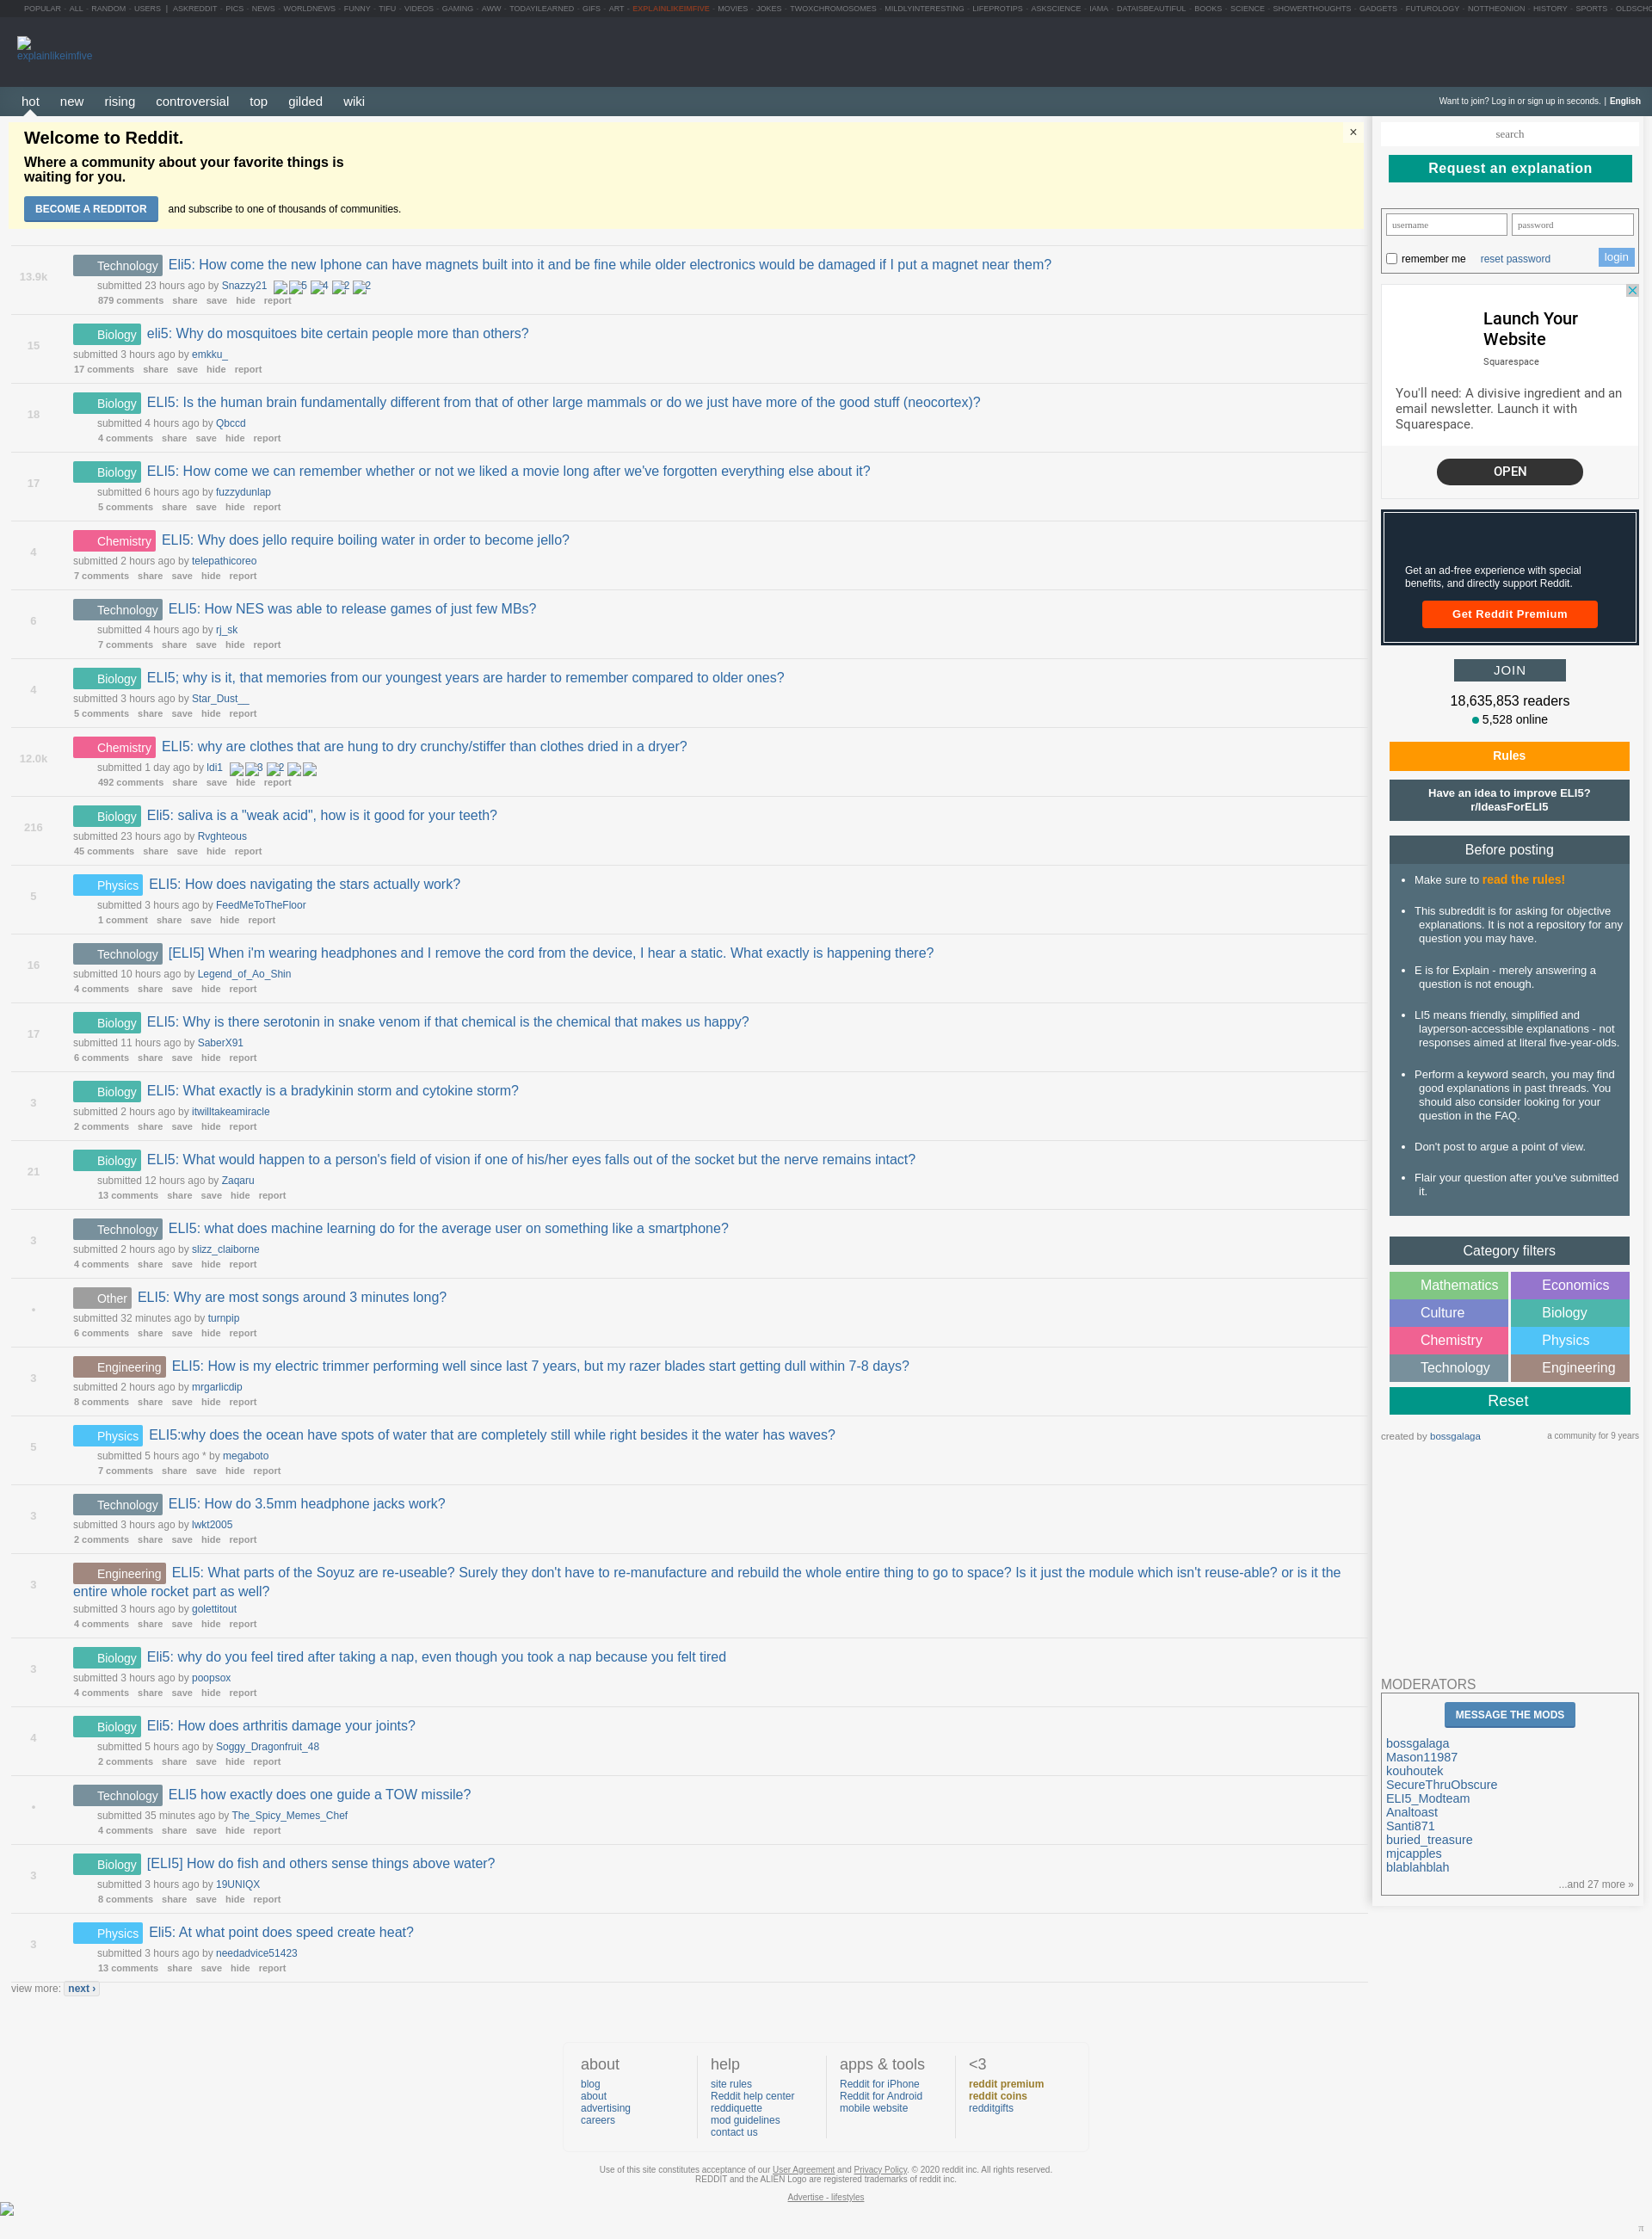 POPULAR - ALL - RANDOM - USERS | ASKREDDIT - PICS - NEWS - WORLDNEWS - FUNNY - TIFU - VIDEOS - GAMING - AWW - TODAYILEARNED - GIFS - ART - EXPLAINLIKEIMFIVE - MOVIES - JOKES - TWOXCHROMOSOMES - MILDLYINTERESTING - LIFEPROTIPS - ASKSCIENCE - IAMA - DATAISBEAUTIFUL - BOOKS - SCIENCE - SHOWERTHOUGHTS - GADGETS - FUTUROLOGY - NOTTHEONION - HISTORY - SPORTS - OLDSCHO
explainlikeimfive
hot new rising controversial top gilded wiki
Want to join? Log in or sign up in seconds. | English
Welcome to Reddit.
×
Where a community about your favorite things is
waiting for you.
BECOME A REDDITOR and subscribe to one of thousands of communities.
13.9k
Technology Eli5: How come the new Iphone can have magnets built into it and be fine while older electronics would be damaged if I put a magnet near them?
submitted 23 hours ago by Snazzy21 5 4 2 2
879 comments share save hide report
15
Biology eli5: Why do mosquitoes bite certain people more than others?
submitted 3 hours ago by emkku_
17 comments share save hide report
18
Biology ELI5: Is the human brain fundamentally different from that of other large mammals or do we just have more of the good stuff (neocortex)?
submitted 4 hours ago by Qbccd
4 comments share save hide report
17
Biology ELI5: How come we can remember whether or not we liked a movie long after we've forgotten everything else about it?
submitted 6 hours ago by fuzzydunlap
5 comments share save hide report
4
Chemistry ELI5: Why does jello require boiling water in order to become jello?
submitted 2 hours ago by telepathicoreo
7 comments share save hide report
6
Technology ELI5: How NES was able to release games of just few MBs?
submitted 4 hours ago by rj_sk
7 comments share save hide report
4
Biology ELI5; why is it, that memories from our youngest years are harder to remember compared to older ones?
submitted 3 hours ago by Star_Dust__
5 comments share save hide report
12.0k
Chemistry ELI5: why are clothes that are hung to dry crunchy/stiffer than clothes dried in a dryer?
submitted 1 day ago by ldi1 3 2
492 comments share save hide report
216
Biology Eli5: saliva is a "weak acid", how is it good for your teeth?
submitted 23 hours ago by Rvghteous
45 comments share save hide report
5
Physics ELI5: How does navigating the stars actually work?
submitted 3 hours ago by FeedMeToTheFloor
1 comment share save hide report
16
Technology [ELI5] When i'm wearing headphones and I remove the cord from the device, I hear a static. What exactly is happening there?
submitted 10 hours ago by Legend_of_Ao_Shin
4 comments share save hide report
17
Biology ELI5: Why is there serotonin in snake venom if that chemical is the chemical that makes us happy?
submitted 11 hours ago by SaberX91
6 comments share save hide report
3
Biology ELI5: What exactly is a bradykinin storm and cytokine storm?
submitted 2 hours ago by itwilltakeamiracle
2 comments share save hide report
21
Biology ELI5: What would happen to a person's field of vision if one of his/her eyes falls out of the socket but the nerve remains intact?
submitted 12 hours ago by Zaqaru
13 comments share save hide report
3
Technology ELI5: what does machine learning do for the average user on something like a smartphone?
submitted 2 hours ago by slizz_claiborne
4 comments share save hide report
•
Other ELI5: Why are most songs around 3 minutes long?
submitted 32 minutes ago by turnpip
6 comments share save hide report
3
Engineering ELI5: How is my electric trimmer performing well since last 7 years, but my razer blades start getting dull within 7-8 days?
submitted 2 hours ago by mrgarlicdip
8 comments share save hide report
5
Physics ELI5:why does the ocean have spots of water that are completely still while right besides it the water has waves?
submitted 5 hours ago * by megaboto
7 comments share save hide report
3
Technology ELI5: How do 3.5mm headphone jacks work?
submitted 3 hours ago by lwkt2005
2 comments share save hide report
3
Engineering ELI5: What parts of the Soyuz are re-useable? Surely they don't have to re-manufacture and rebuild the whole entire thing to go to space? Is it just the module which isn't reuse-able? or is it the
entire whole rocket part as well?
submitted 3 hours ago by golettitout
4 comments share save hide report
3
Biology Eli5: why do you feel tired after taking a nap, even though you took a nap because you felt tired
submitted 3 hours ago by poopsox
4 comments share save hide report
4
Biology Eli5: How does arthritis damage your joints?
submitted 5 hours ago by Soggy_Dragonfruit_48
2 comments share save hide report
•
Technology ELI5 how exactly does one guide a TOW missile?
submitted 35 minutes ago by The_Spicy_Memes_Chef
4 comments share save hide report
3
Biology [ELI5] How do fish and others sense things above water?
submitted 3 hours ago by 19UNIQX
8 comments share save hide report
3
Physics Eli5: At what point does speed create heat?
submitted 3 hours ago by needadvice51423
13 comments share save hide report
view more: next ›
search
Request an explanation
username password
remember me reset password login
Launch Your
Website
Squarespace
You'll need: A divisive ingredient and an
email newsletter. Launch it with
Squarespace.
OPEN
Get an ad-free experience with special
benefits, and directly support Reddit.
Get Reddit Premium
JOIN
18,635,853 readers
5,528 online
Rules
Have an idea to improve ELI5?
r/IdeasForELI5
Before posting
• Make sure to read the rules!
• This subreddit is for asking for objective
explanations. It is not a repository for any
question you may have.
• E is for Explain - merely answering a
question is not enough.
• LI5 means friendly, simplified and
layperson-accessible explanations - not
responses aimed at literal five-year-olds.
• Perform a keyword search, you may find
good explanations in past threads. You
should also consider looking for your
question in the FAQ.
• Don't post to argue a point of view.
• Flair your question after you've submitted
it.
Category filters
Mathematics Economics
Culture Biology
Chemistry Physics
Technology Engineering
Reset
created by bossgalaga a community for 9 years
MODERATORS
MESSAGE THE MODS
bossgalaga
Mason11987
kouhoutek
SecureThruObscure
ELI5_Modteam
Analtoast
Santi871
buried_treasure
mjcapples
blablahblah
...and 27 more »
about
blog
about
advertising
careers
help
site rules
Reddit help center
reddiquette
mod guidelines
contact us
apps & tools
Reddit for iPhone
Reddit for Android
mobile website
<3
reddit premium
reddit coins
redditgifts
Use of this site constitutes acceptance of our User Agreement and Privacy Policy. © 2020 reddit inc. All rights reserved.
REDDIT and the ALIEN Logo are registered trademarks of reddit inc.
Advertise - lifestyles
π